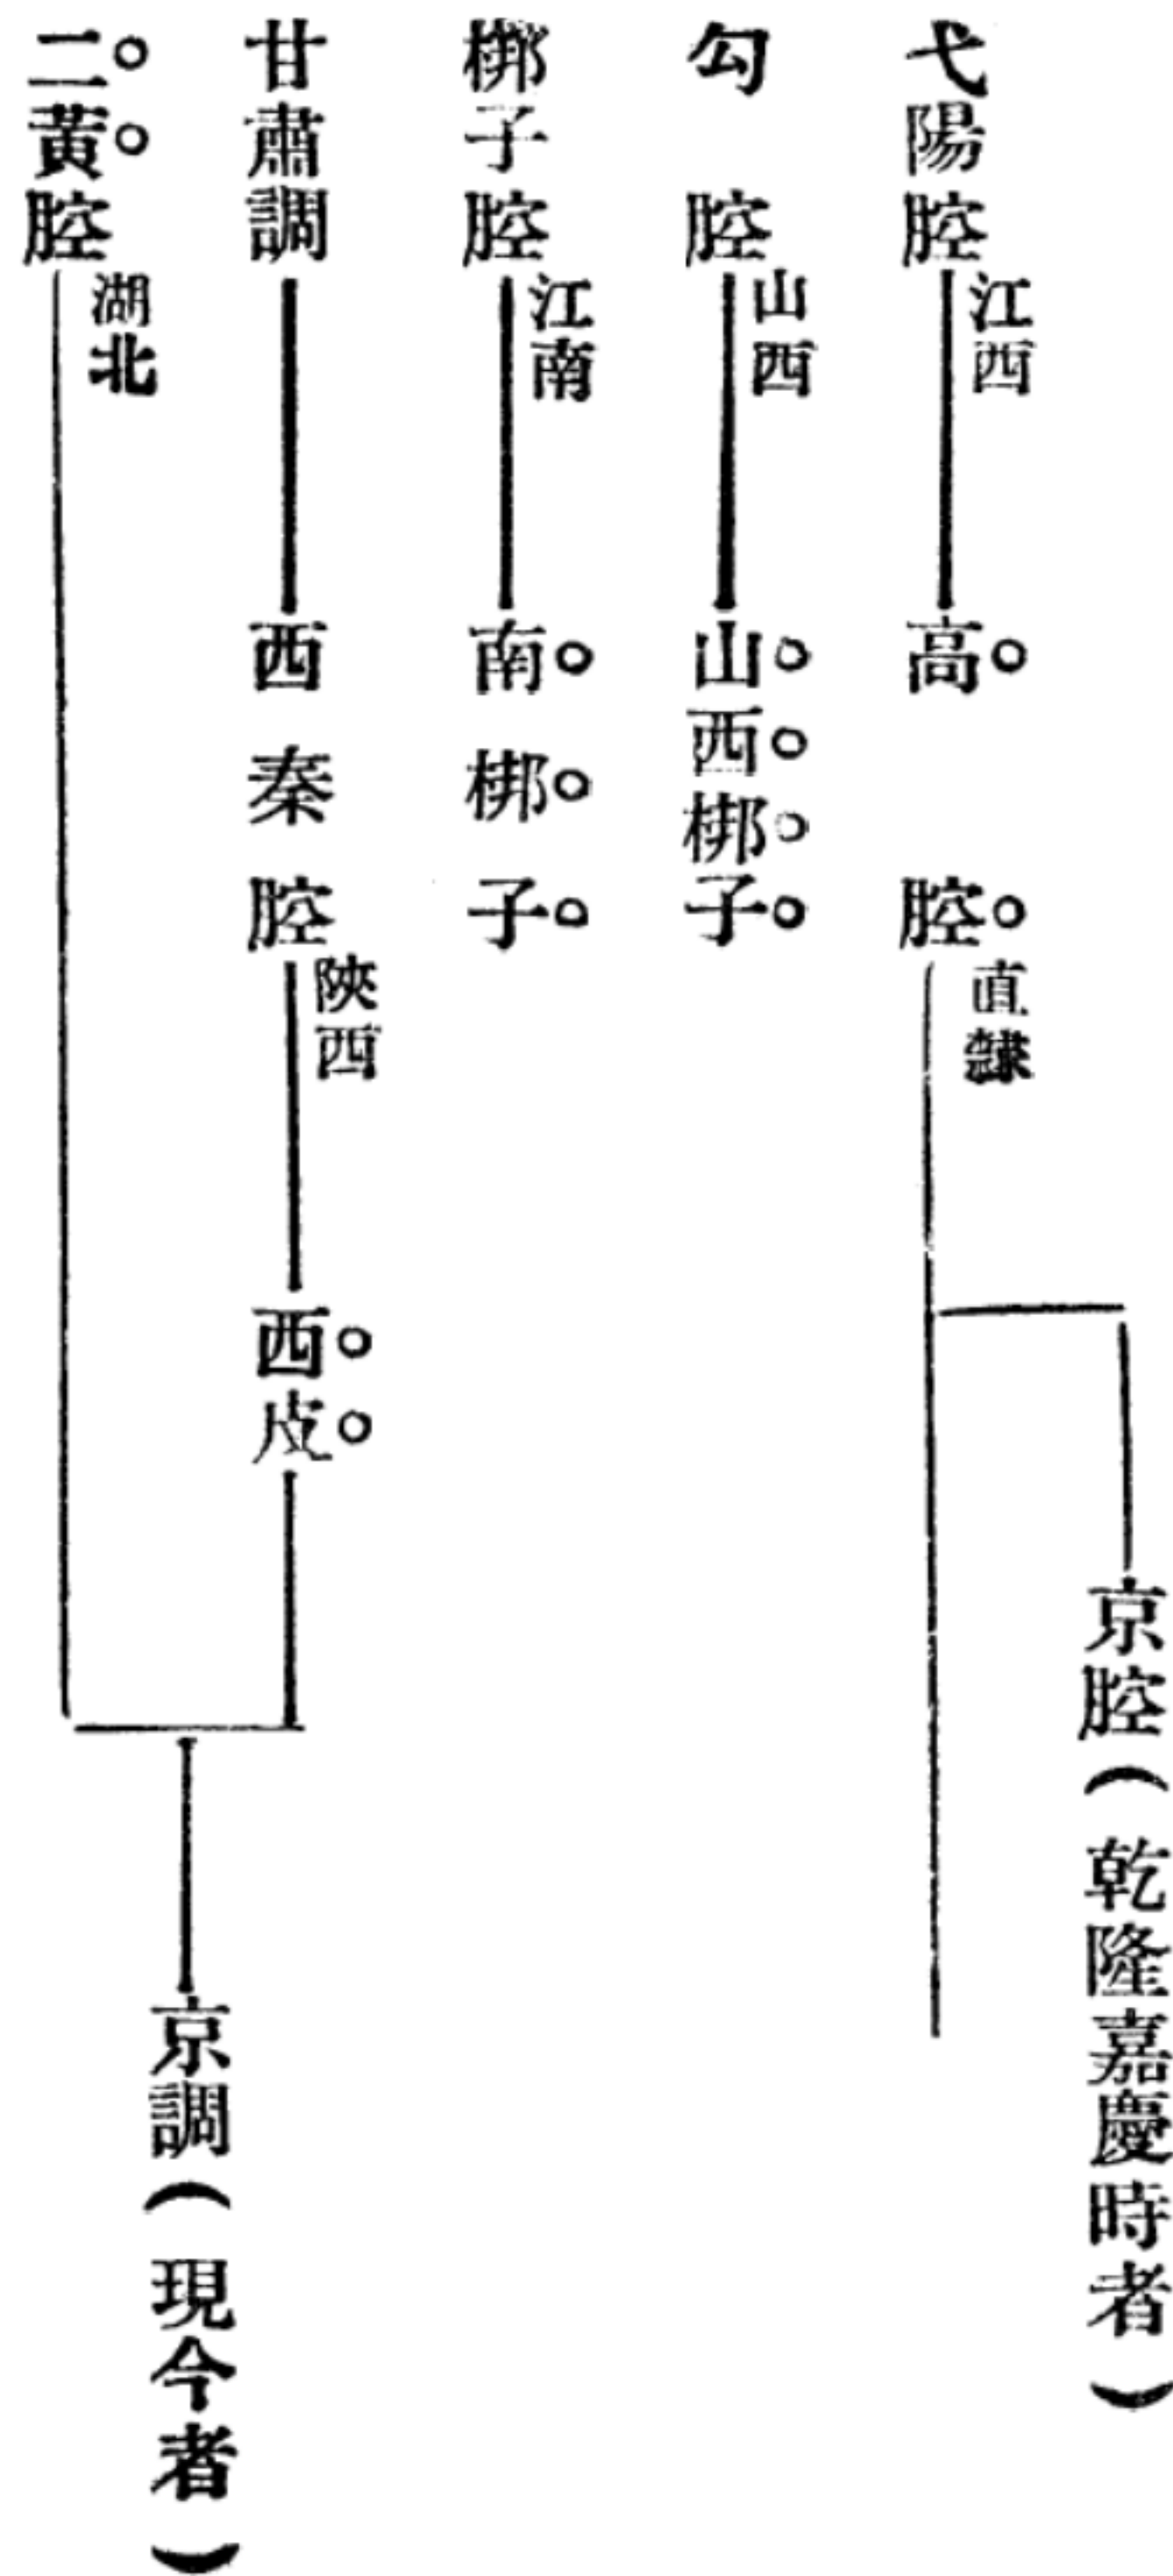 京腔（乾隆嘉慶時者）
弋陽腔
江西
高腔
直隸
勾腔
山西
山西梆子
梆子腔
江南
南梆子
甘肅調
西秦腔
陝西
西皮
二黃腔
湖北
京調（現今者）